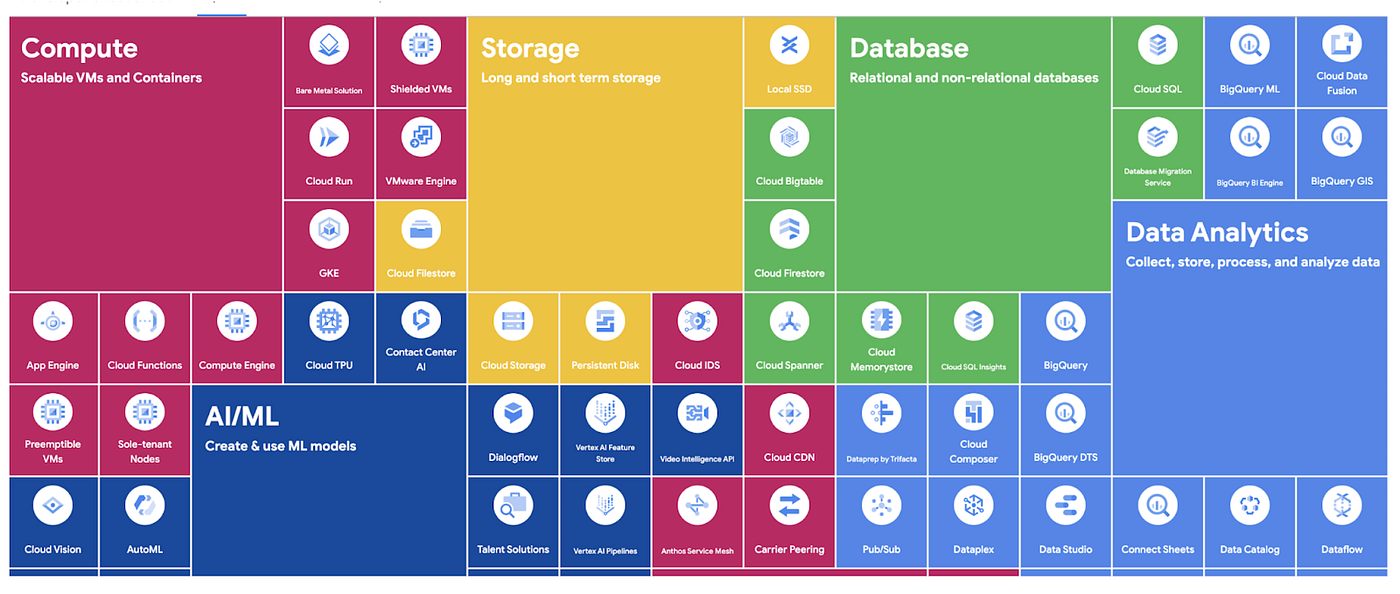 Compute
Scalable VMs and Containers
Bare Metal Solution
Shielded VMs
Storage
Long and short term storage
Local SSD
Database
Relational and non-relational databases
Cloud SQL
BigQuery ML
Cloud Data
Fusion
Cloud Run
VMware Engine
Cloud Bigtable
Database Migration
Service
BigQuery BI Engine
BigQuery GIS
GKE
Cloud Filestore
Cloud Firestore
Data Analytics
Collect, store, process, and analyze data
App Engine
Cloud Functions
Compute Engine
Cloud TPU
Contact Center
AI
Cloud Storage
Persistent Disk
Cloud IDS
Cloud Spanner
Cloud
Memorystore
Cloud SQL Insights
BigQuery
Preemptible
VMs
Sole-tenant
Nodes
AI/ML
Create & use ML models
Dialogflow
Vertex AI Feature
Store
Video Intelligence API
Cloud CDN
Dataprep by Trifacta
Cloud
Composer
BigQuery DTS
Cloud Vision
AutoML
Talent Solutions
Vertex AI Pipelines
Anthos Service Mesh
Carrier Peering
Pub/Sub
Dataplex
Data Studio
Connect Sheets
Data Catalog
Dataflow